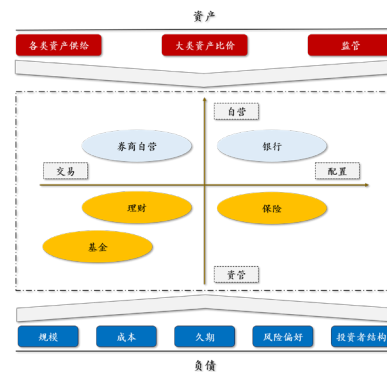 资产
各类资产供给 大类资产比价 监管
自营
券商自营 银行
交易 配置
理财 保险
基金
资管
规模 成本 久期 风险偏好 投资者结构
负债